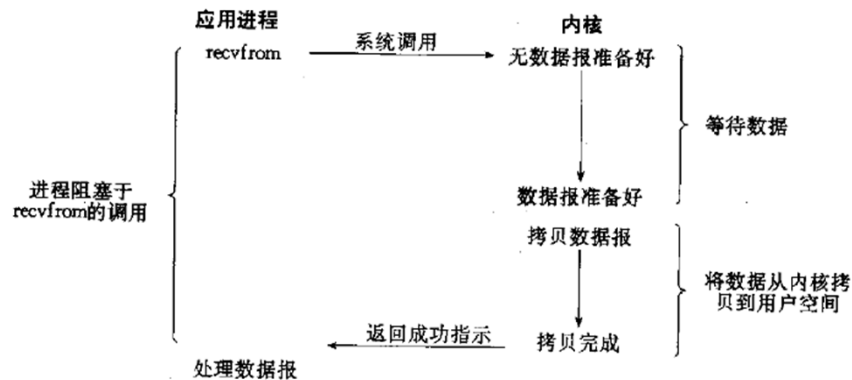 应用进程
内核
recvfrom
系统调用
无数据报准备好
等待数据
进程阻塞于
recvfrom的调用
数据报准备好
拷贝数据报
将数据从内核拷
贝到用户空间
返回成功指示
拷贝完成
处理数据报